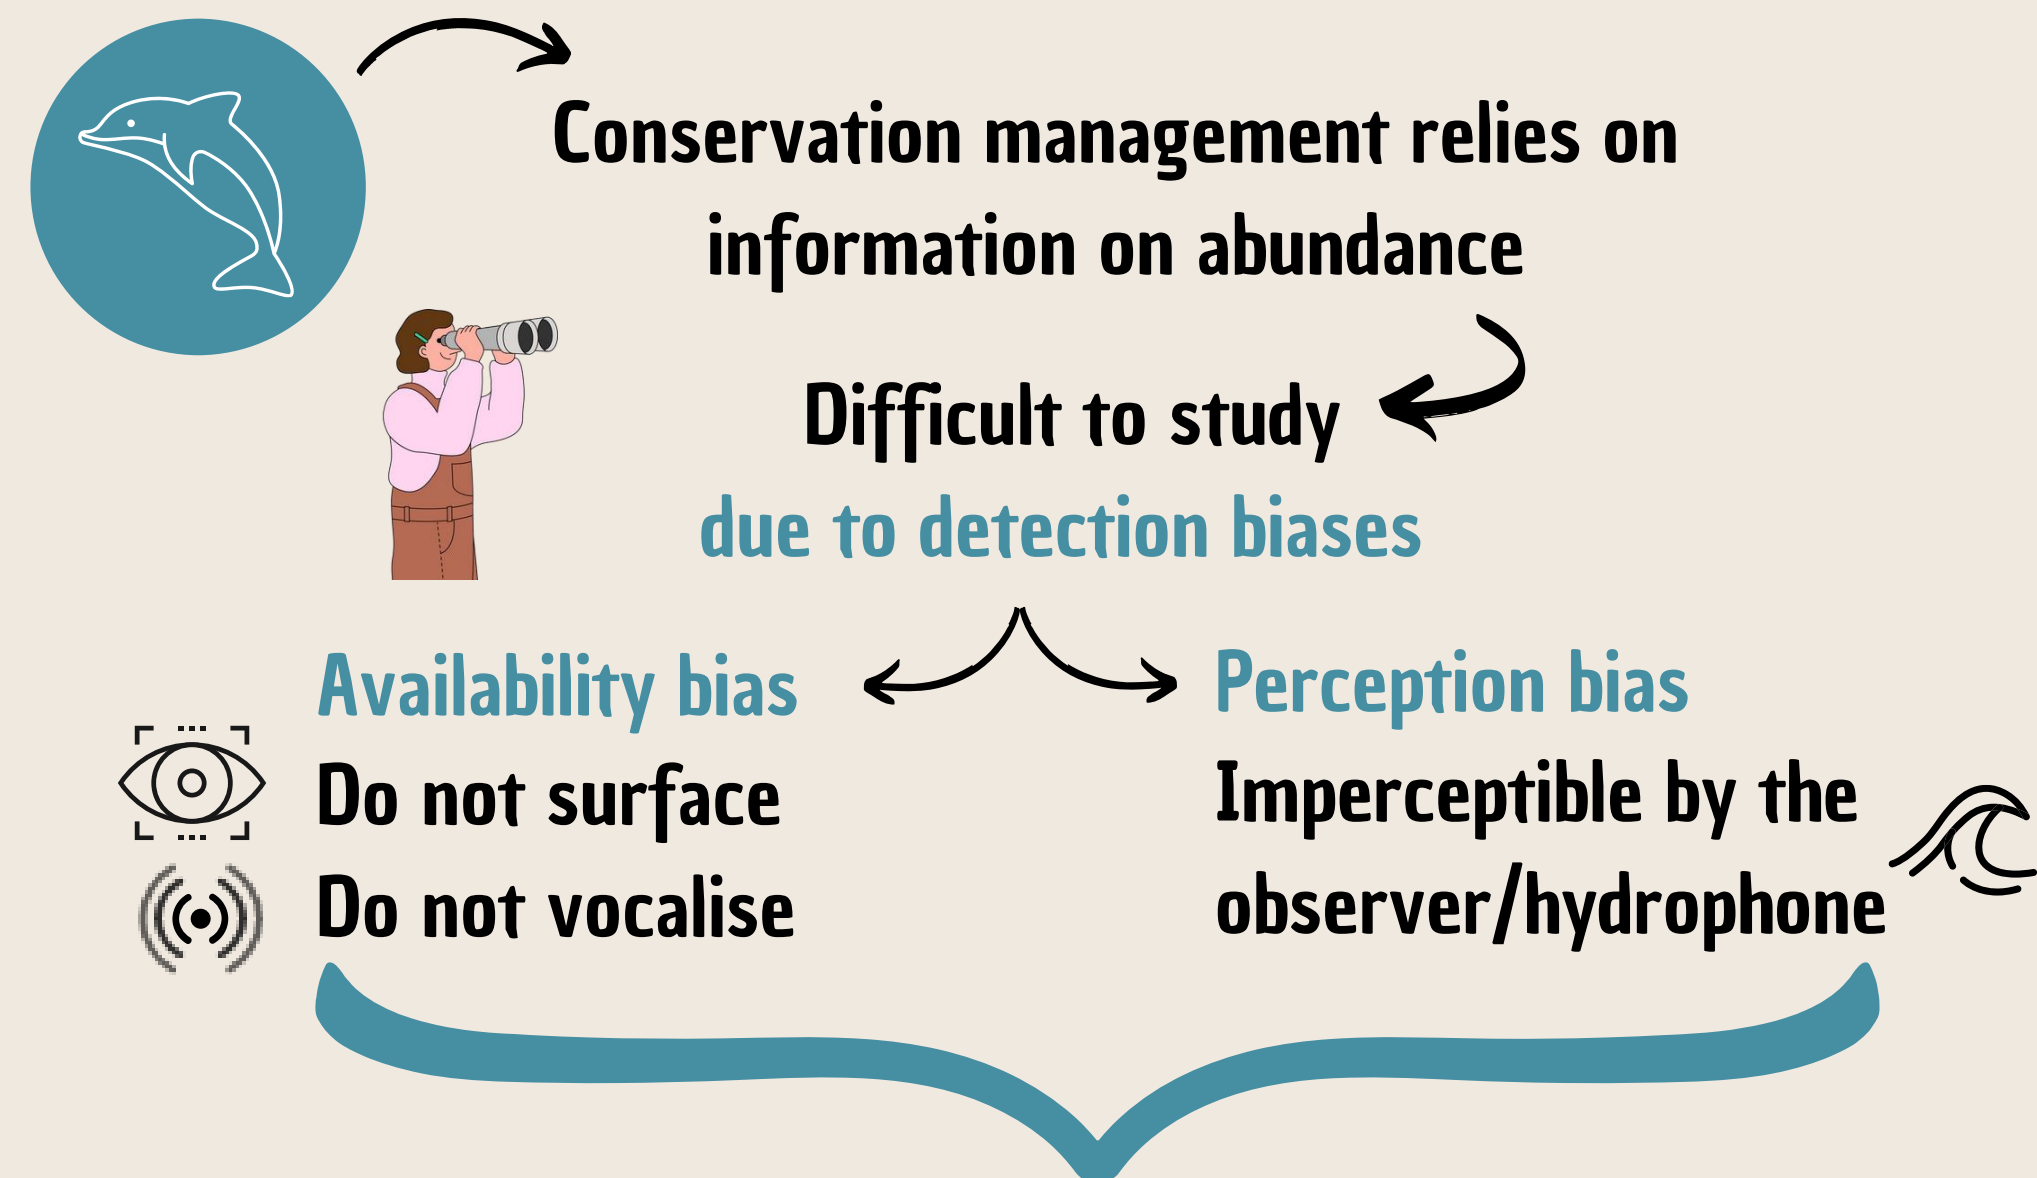 Conservation management relies on
information on abundance
Difficult to study
due to detection biases
Availability bias
Do not surface
Do not vocalise
Perception bias
Imperceptible by the
observer/hydrophone